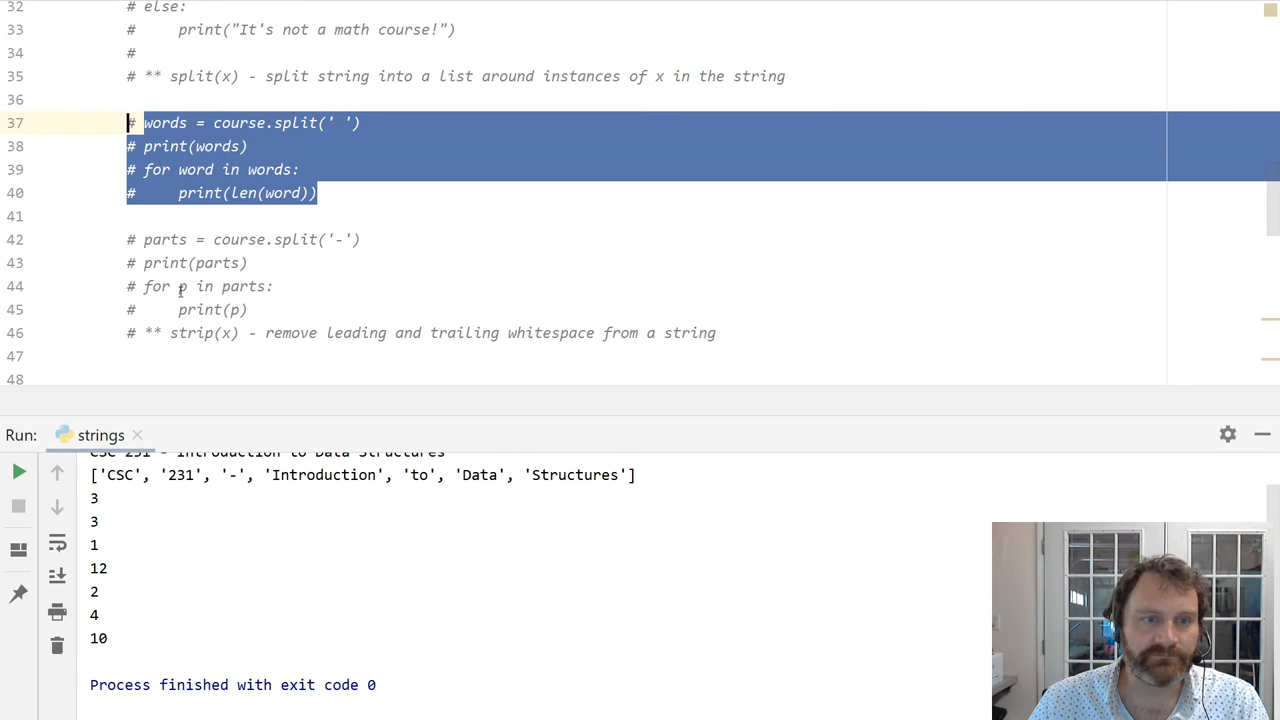 32 # else:
33 #     print("It's not a math course!")
34 #
35 # ** split(x) - split string into a list around instances of x in the string
36
37 # words = course.split(' ')
38 # print(words)
39 # for word in words:
40 #     print(len(word))
41
42 # parts = course.split('-')
43 # print(parts)
44 # for p in parts:
45 #     print(p)
46 # ** strip(x) - remove leading and trailing whitespace from a string
47
48
Run: strings
CSC 231 - Introduction to Data Structures
['CSC', '231', '-', 'Introduction', 'to', 'Data', 'Structures']
3
3
1
12
2
4
10
Process finished with exit code 0